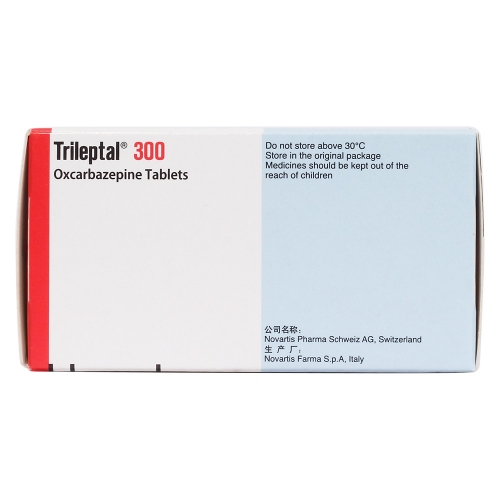 Trileptal® 300
Oxcarbazepine Tablets
Do not store above 30°C
Store in the original package
Medicines should be kept out of the
reach of children
公司名称:
Novartis Pharma Schweiz AG, Switzerland
生 产 厂:
Novartis Farma S.p.A, Italy